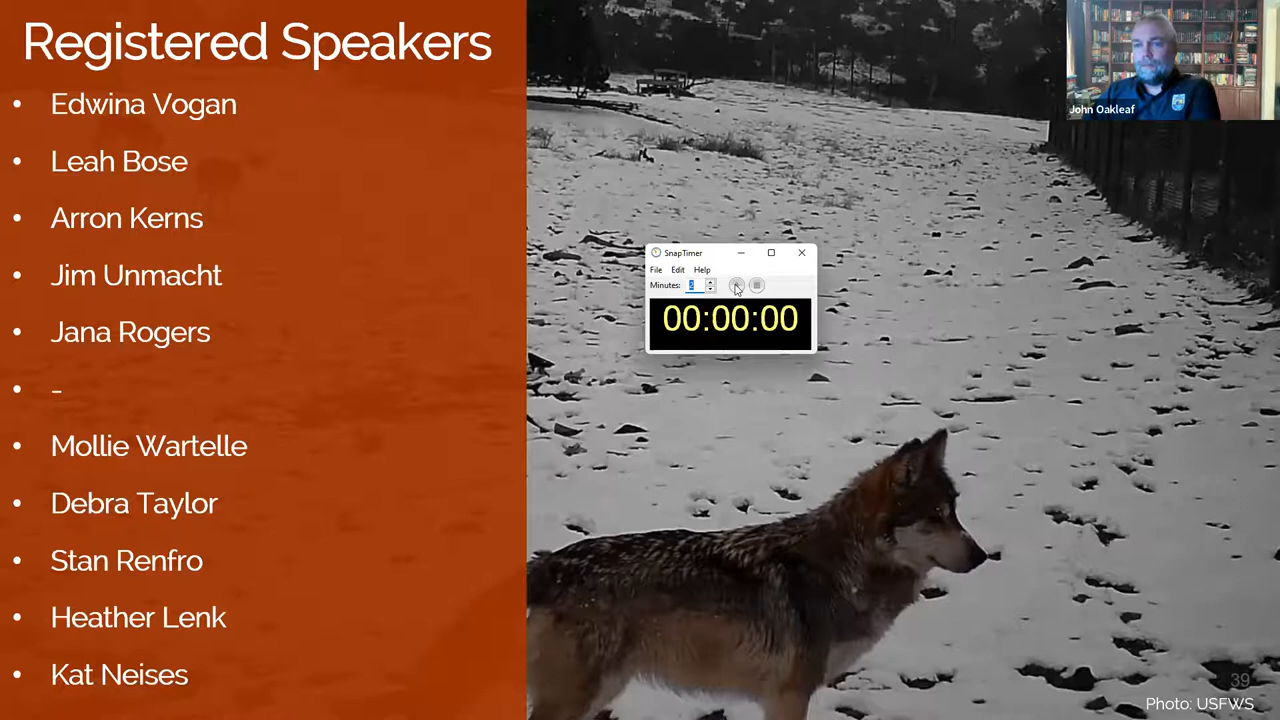 Registered Speakers
• Edwina Vogan
• Leah Bose
• Arron Kerns
• Jim Unmacht
• Jana Rogers
• -
• Mollie Wartelle
• Debra Taylor
• Stan Renfro
• Heather Lenk
• Kat Neises
John Oakleaf
SnapTimer
File Edit Help
Minutes: 2
00:00:00
39
Photo: USFWS